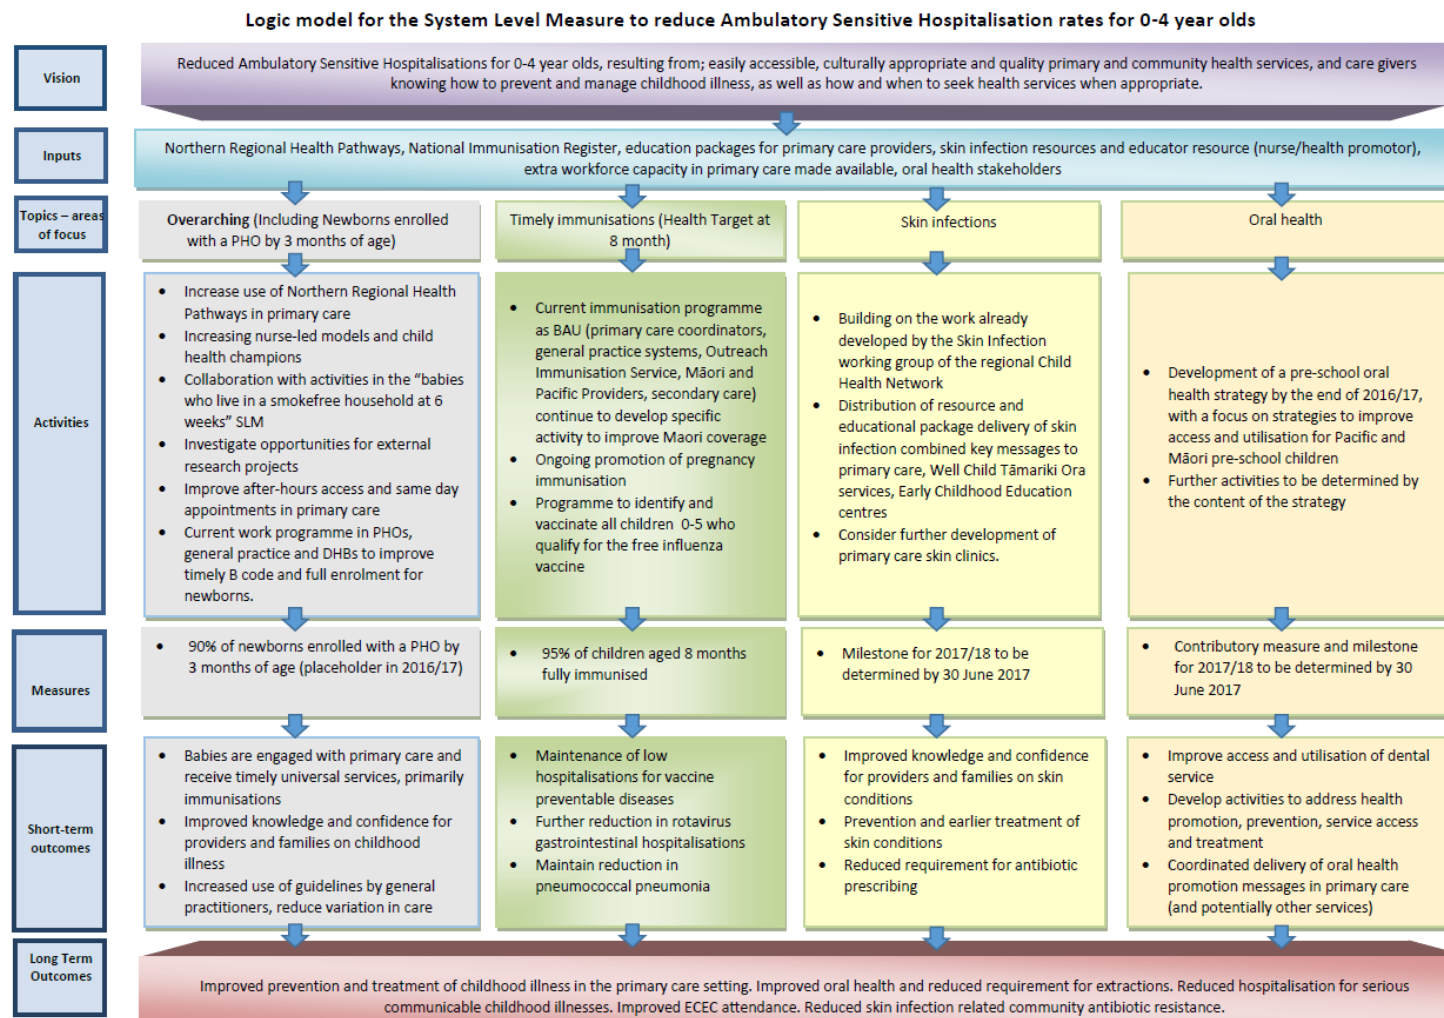 Logic model for the System Level Measure to reduce Ambulatory Sensitive Hospitalisation rates for 0-4 year olds
Vision
Reduced Ambulatory Sensitive Hospitalisations for 0-4 year olds, resulting from; easily accessible, culturally appropriate and quality primary and community health services, and care givers
knowing how to prevent and manage childhood illness, as well as how and when to seek health services when appropriate.
Inputs
Northern Regional Health Pathways, National Immunisation Register, education packages for primary care providers, skin infection resources and educator resource (nurse/health promotor),
extra workforce capacity in primary care made available, oral health stakeholders
Topics – areas
of focus
Overarching (Including Newborns enrolled
with a PHO by 3 months of age)
Timely immunisations (Health Target at
8 month)
Skin infections
Oral health
Activities
• Increase use of Northern Regional Health
Pathways in primary care
• Increasing nurse-led models and child
health champions
• Collaboration with activities in the “babies
who live in a smokefree household at 6
weeks” SLM
• Investigate opportunities for external
research projects
• Improve after-hours access and same day
appointments in primary care
• Current work programme in PHOs,
general practice and DHBs to improve
timely B code and full enrolment for
newborns.
• Current immunisation programme
as BAU (primary care coordinators,
general practice systems, Outreach
Immunisation Service, Māori and
Pacific Providers, secondary care)
continue to develop specific
activity to improve Maori coverage
• Ongoing promotion of pregnancy
immunisation
• Programme to identify and
vaccinate all children 0-5 who
qualify for the free influenza
vaccine
• Building on the work already
developed by the Skin Infection
working group of the regional Child
Health Network
• Distribution of resource and
educational package delivery of skin
infection combined key messages to
primary care, Well Child Tāmariki Ora
services, Early Childhood Education
centres
• Consider further development of
primary care skin clinics.
• Development of a pre-school oral
health strategy by the end of 2016/17,
with a focus on strategies to improve
access and utilisation for Pacific and
Māori pre-school children
• Further activities to be determined by
the content of the strategy
Measures
• 90% of newborns enrolled with a PHO by
3 months of age (placeholder in 2016/17)
• 95% of children aged 8 months
fully immunised
• Milestone for 2017/18 to be
determined by 30 June 2017
• Contributory measure and milestone
for 2017/18 to be determined by 30
June 2017
Short-term
outcomes
• Babies are engaged with primary care and
receive timely universal services, primarily
immunisations
• Improved knowledge and confidence for
providers and families on childhood
illness
• Increased use of guidelines by general
practitioners, reduce variation in care
• Maintenance of low
hospitalisations for vaccine
preventable diseases
• Further reduction in rotavirus
gastrointestinal hospitalisations
• Maintain reduction in
pneumococcal pneumonia
• Improved knowledge and confidence
for providers and families on skin
conditions
• Prevention and earlier treatment of
skin conditions
• Reduced requirement for antibiotic
prescribing
• Improve access and utilisation of dental
service
• Develop activities to address health
promotion, prevention, service access
and treatment
• Coordinated delivery of oral health
promotion messages in primary care
(and potentially other services)
Long Term
Outcomes
Improved prevention and treatment of childhood illness in the primary care setting. Improved oral health and reduced requirement for extractions. Reduced hospitalisation for serious
communicable childhood illnesses. Improved ECEC attendance. Reduced skin infection related community antibiotic resistance.